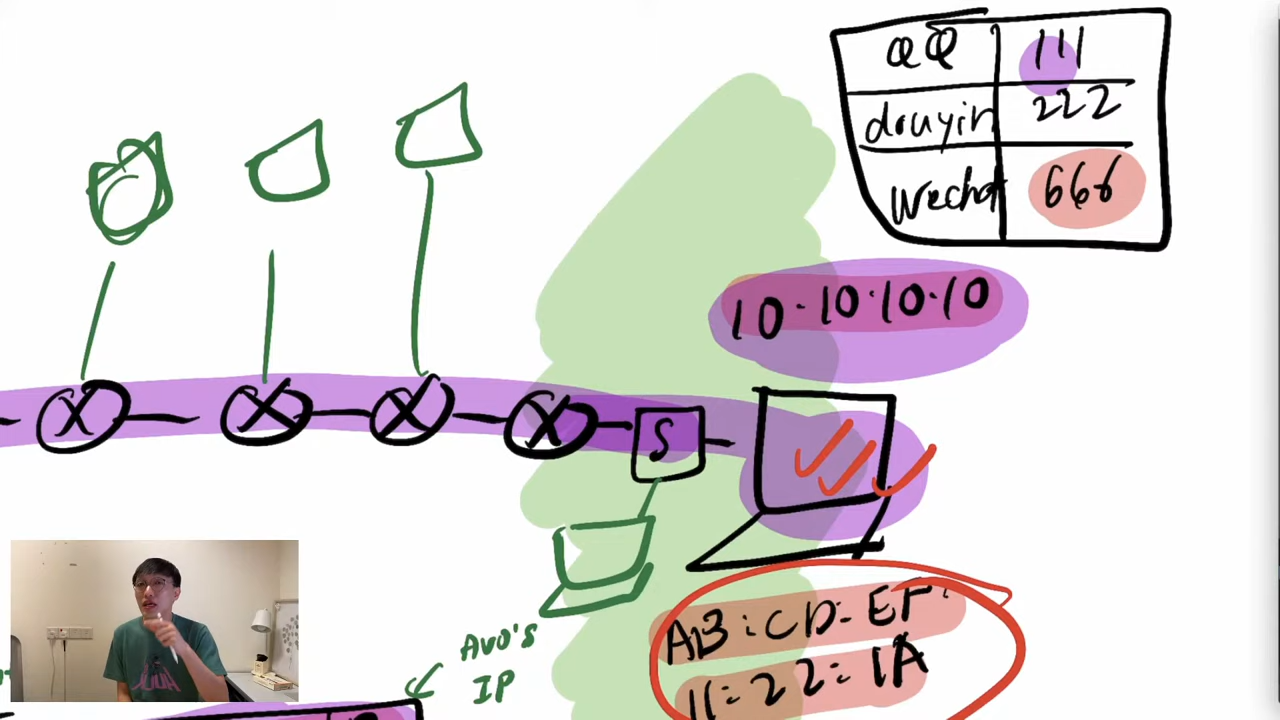 QQ 111
douyin 222
Wechat 666
10.10.10.10
X X X X S
AVO'S
IP
AB:CD:EF:
11:22:1A